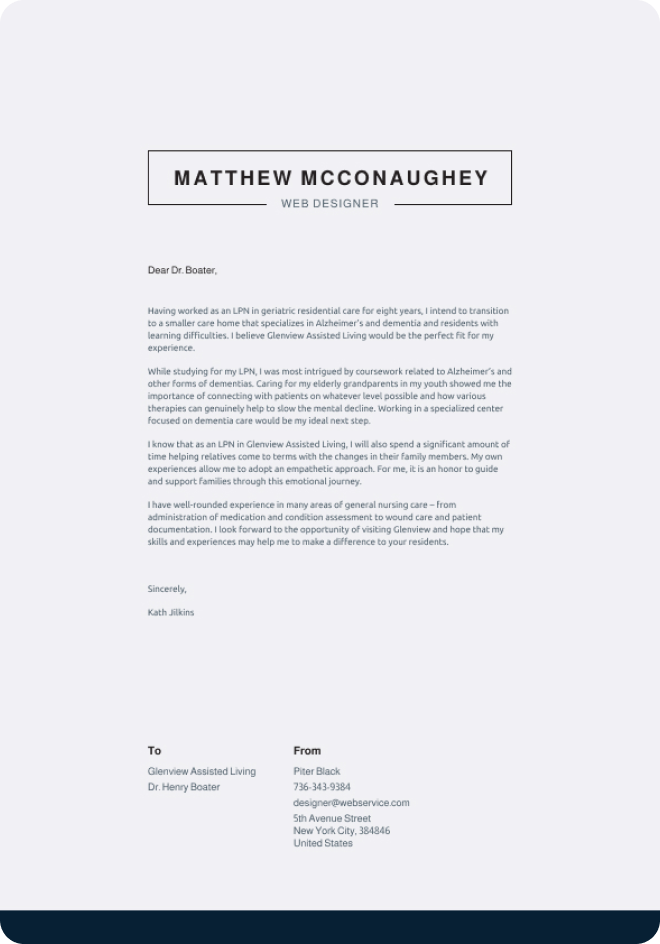 MATTHEW MCCONAUGHEY
WEB DESIGNER
Dear Dr. Boater,
Having worked as an LPN in geriatric residential care for eight years, I intend to transition
to a smaller care home that specializes in Alzheimer's and dementia and residents with
learning difficulties. I believe Glenview Assisted Living would be the perfect fit for my
experience.
While studying for my LPN, I was most intrigued by coursework related to Alzheimer's and
other forms of dementias. Caring for my elderly grandparents in my youth showed me the
importance of connecting with patients on whatever level possible and how various
therapies can genuinely help to slow the mental decline. Working in a specialized center
focused on dementia care would be my ideal next step.
I know that as an LPN in Glenview Assisted Living, I will also spend a significant amount of
time helping relatives come to terms with the changes in their family members. My own
experiences allow me to adopt an empathetic approach. For me, it is an honor to guide
and support families through this emotional journey.
I have well-rounded experience in many areas of general nursing care – from
administration of medication and condition assessment to wound care and patient
documentation. I look forward to the opportunity of visiting Glenview and hope that my
skills and experiences may help me to make a difference to your residents.
Sincerely,
Kath Jilkins
To
Glenview Assisted Living
Dr. Henry Boater
From
Piter Black
736-343-9384
designer@webservice.com
5th Avenue Street
New York City, 384846
United States